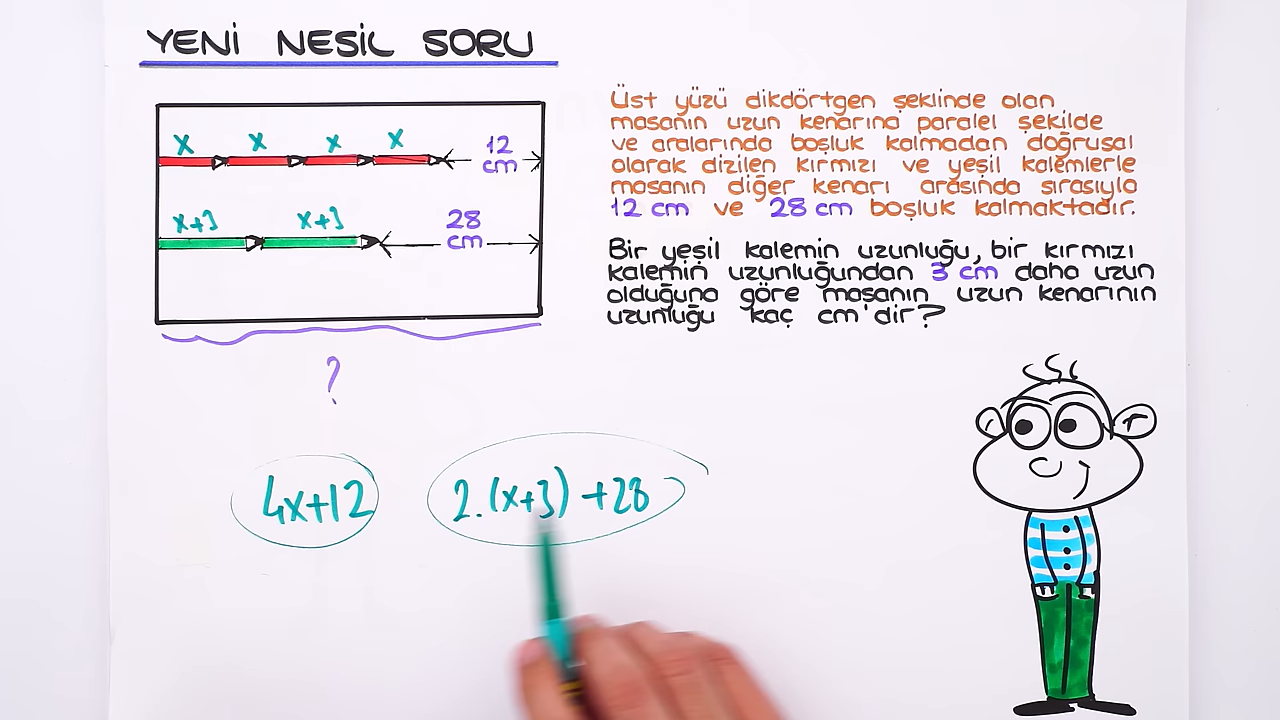 YENİ NESİL SORU
x x x x 12
cm
x+3 x+3 28
cm
?
Üst yüzü dikdörtgen şeklinde olan
masanın uzun kenarına paralel şekilde
ve aralarında boşluk kalmadan doğrusal
olarak dizilen kırmızı ve yeşil kalemlerle
masanın diğer kenarı arasında sırasıyla
12 cm ve 28 cm boşluk kalmaktadır.
Bir yeşil kalemin uzunluğu, bir kırmızı
kalemin uzunluğundan 3 cm daha uzun
olduğuna göre masanın uzun kenarının
uzunluğu kaç cm'dir?
4x+12 2.(x+3)+28